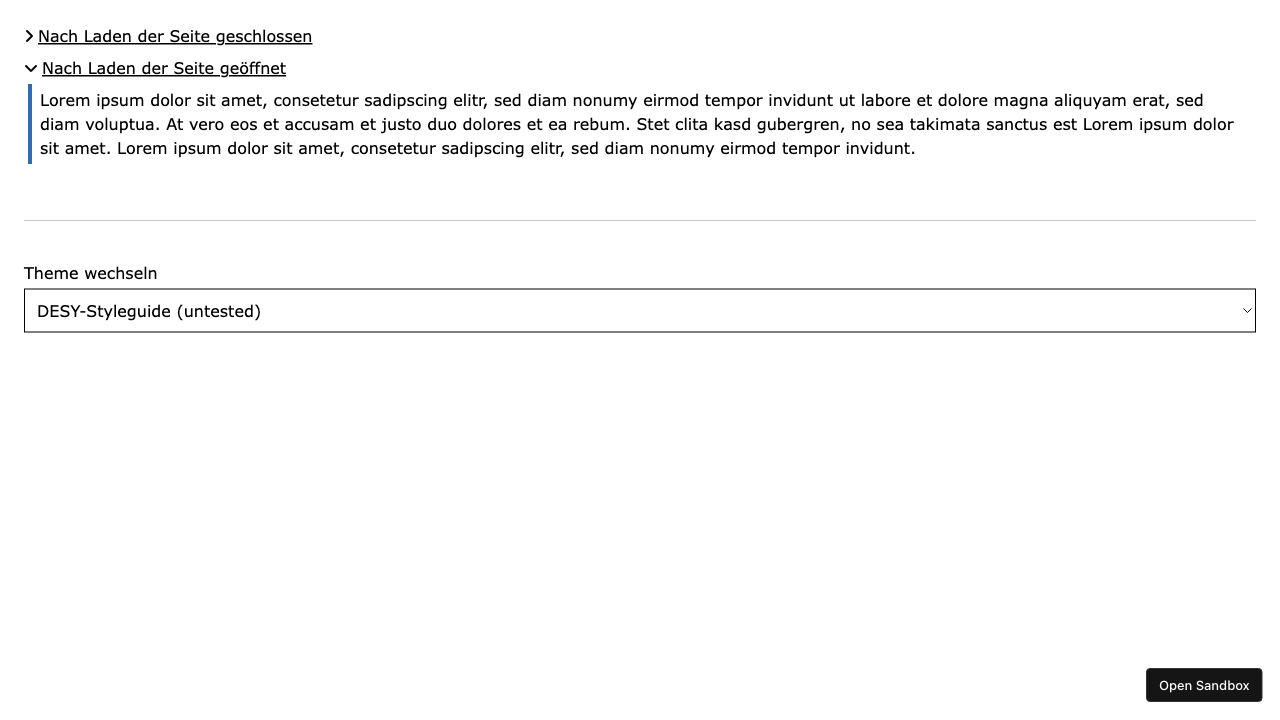 Nach Laden der Seite geschlossen
Nach Laden der Seite geöffnet
Lorem ipsum dolor sit amet, consetetur sadipscing elitr, sed diam nonumy eirmod tempor invidunt ut labore et dolore magna aliquyam erat, sed
diam voluptua. At vero eos et accusam et justo duo dolores et ea rebum. Stet clita kasd gubergren, no sea takimata sanctus est Lorem ipsum dolor
sit amet. Lorem ipsum dolor sit amet, consetetur sadipscing elitr, sed diam nonumy eirmod tempor invidunt.
Theme wechseln
DESY-Styleguide (untested)
Open Sandbox